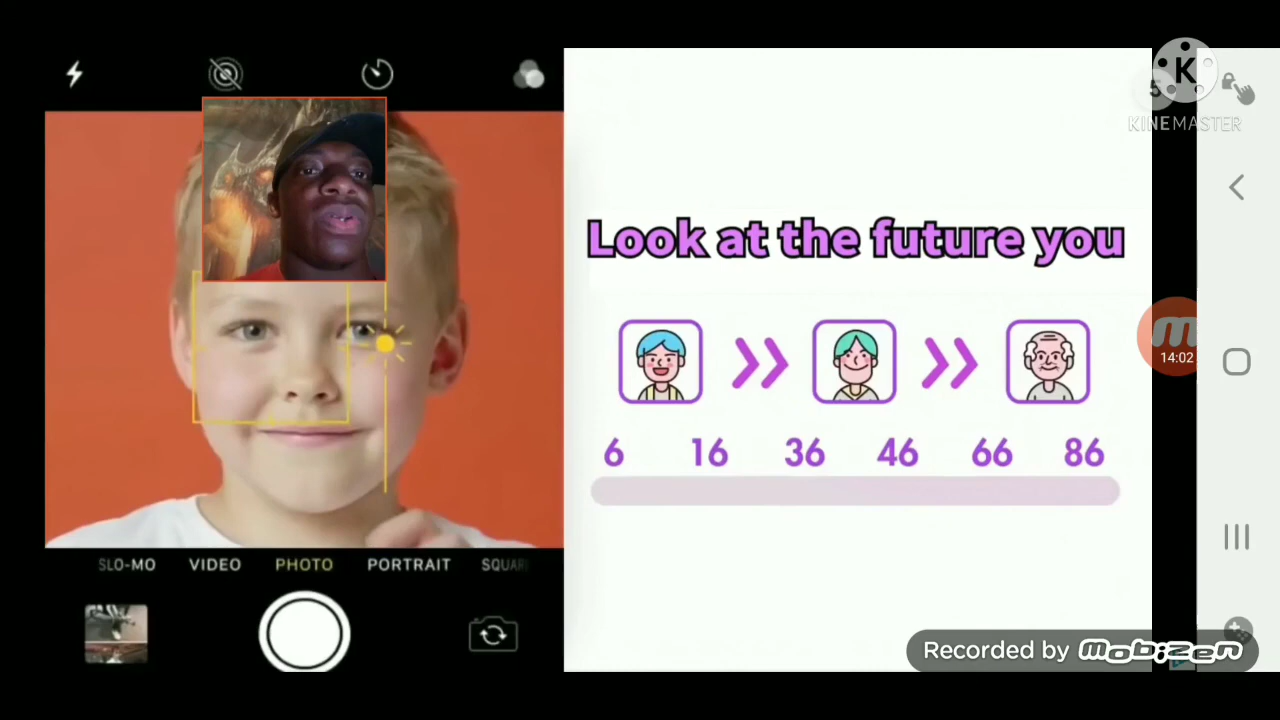 5
K
KINEMASTER
Look at the future you
14:02
6 16 36 46 66 86
SLO-MO VIDEO PHOTO PORTRAIT SQUAR
Recorded by mobizen